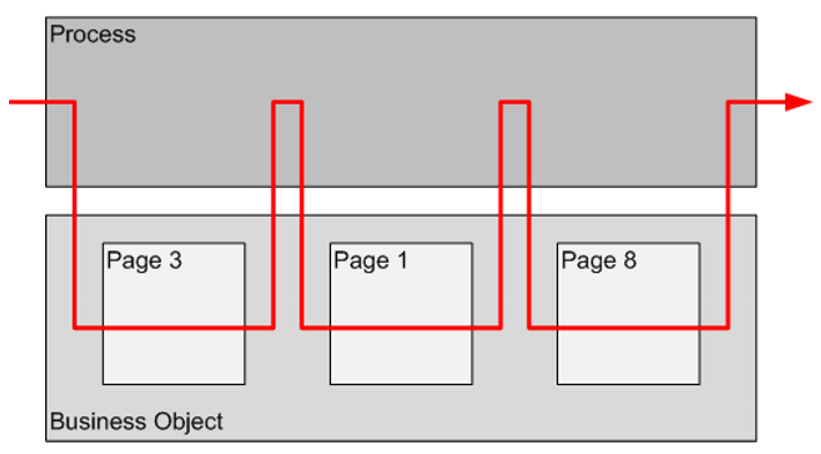 Process
Page 3
Page 1
Page 8
Business Object